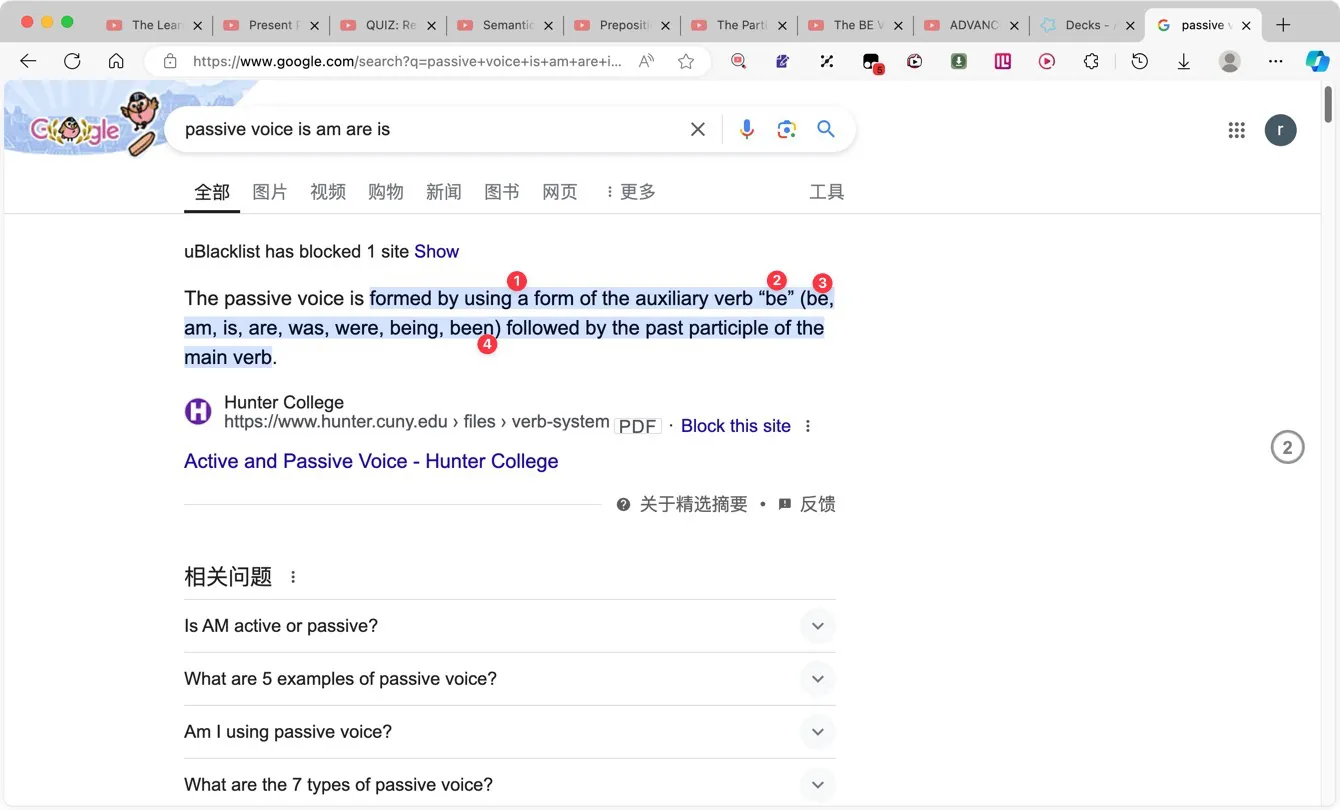 The Lear
Present
QUIZ: Re
Semantic
Prepositi
The Parti
The BE V
ADVANC
Decks - A
passive v
https://www.google.com/search?q=passive+voice+is+am+are+i...
5
Google
passive voice is am are is
r
全部 图片 视频 购物 新闻 图书 网页 更多 工具
uBlacklist has blocked 1 site Show
1 2 3
The passive voice is formed by using a form of the auxiliary verb “be” (be,
am, is, are, was, were, being, been) followed by the past participle of the
4
main verb.
H
Hunter College
https://www.hunter.cuny.edu › files › verb-system PDF · Block this site
2
Active and Passive Voice - Hunter College
关于精选摘要 • 反馈
相关问题
Is AM active or passive?
What are 5 examples of passive voice?
Am I using passive voice?
What are the 7 types of passive voice?